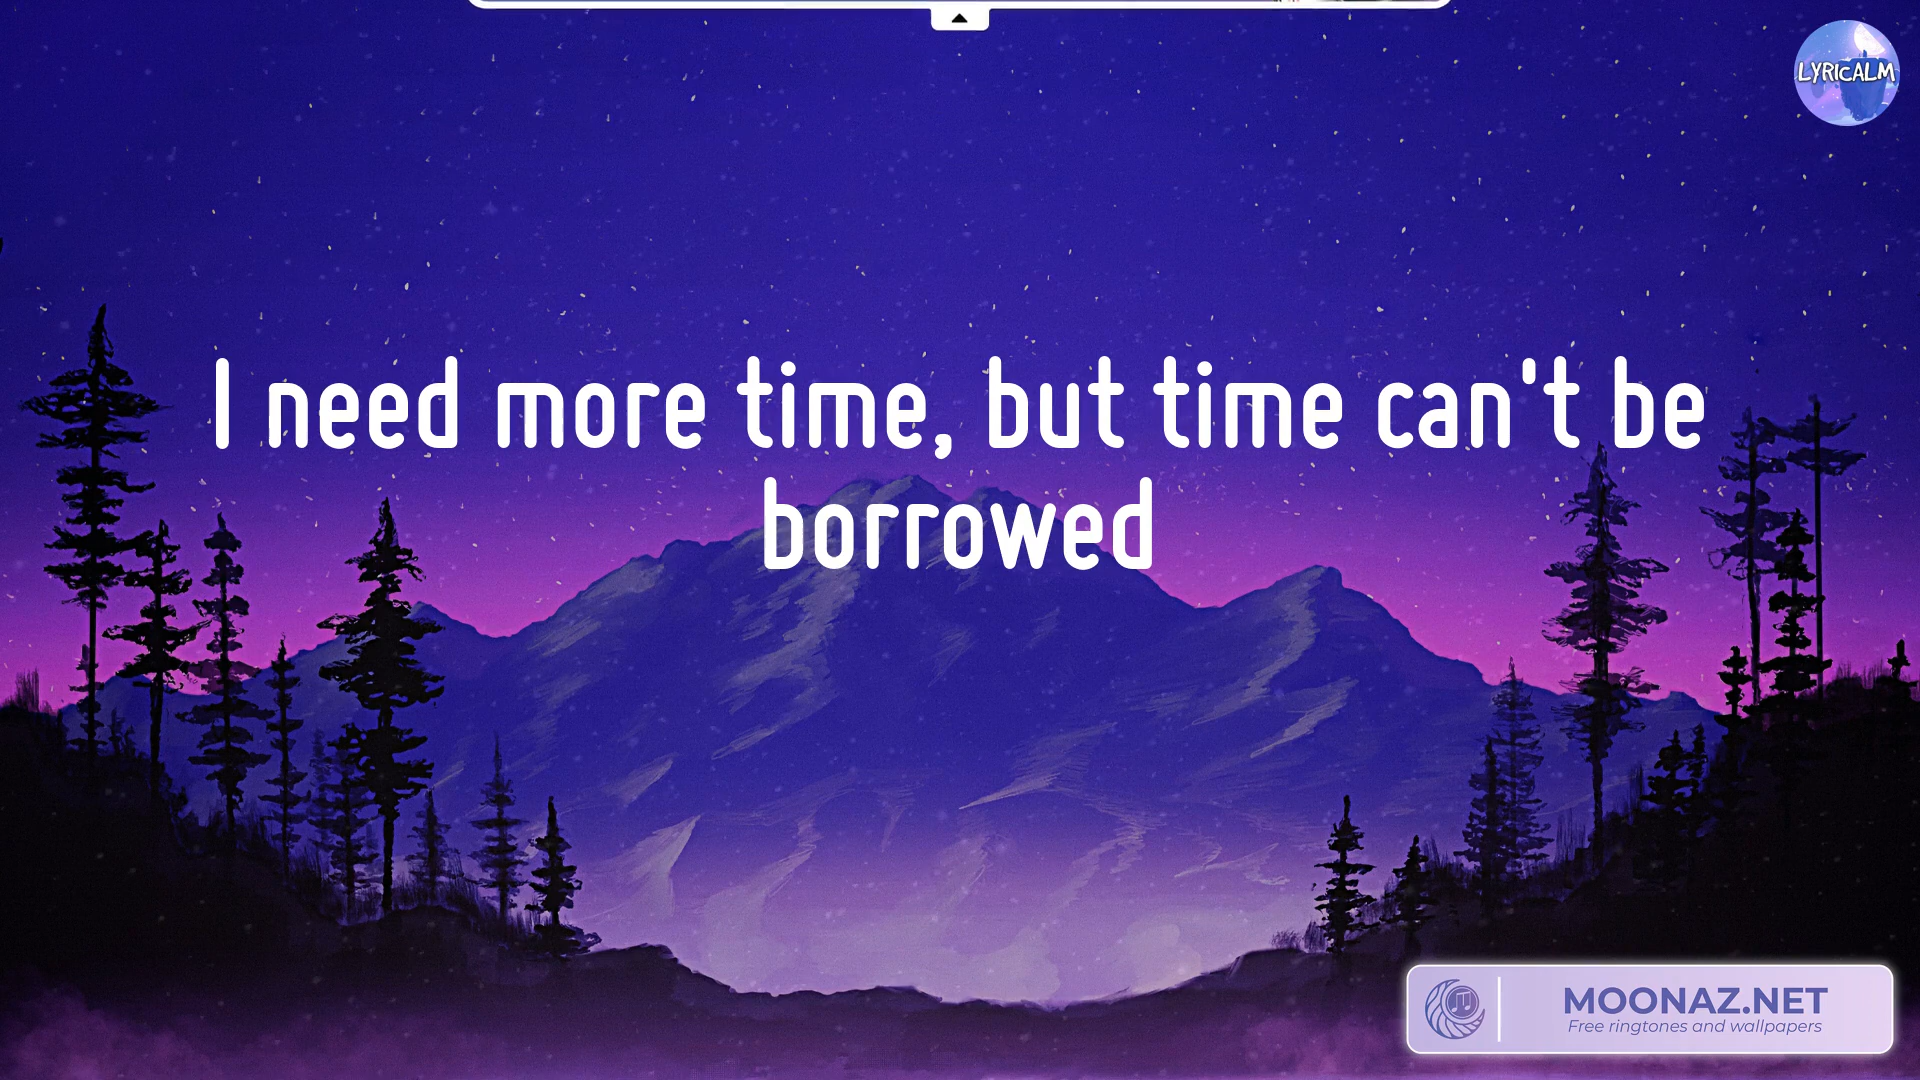 LYRICALM
I need more time, but time can't be
borrowed
MOONAZ.NET
Free ringtones and wallpapers